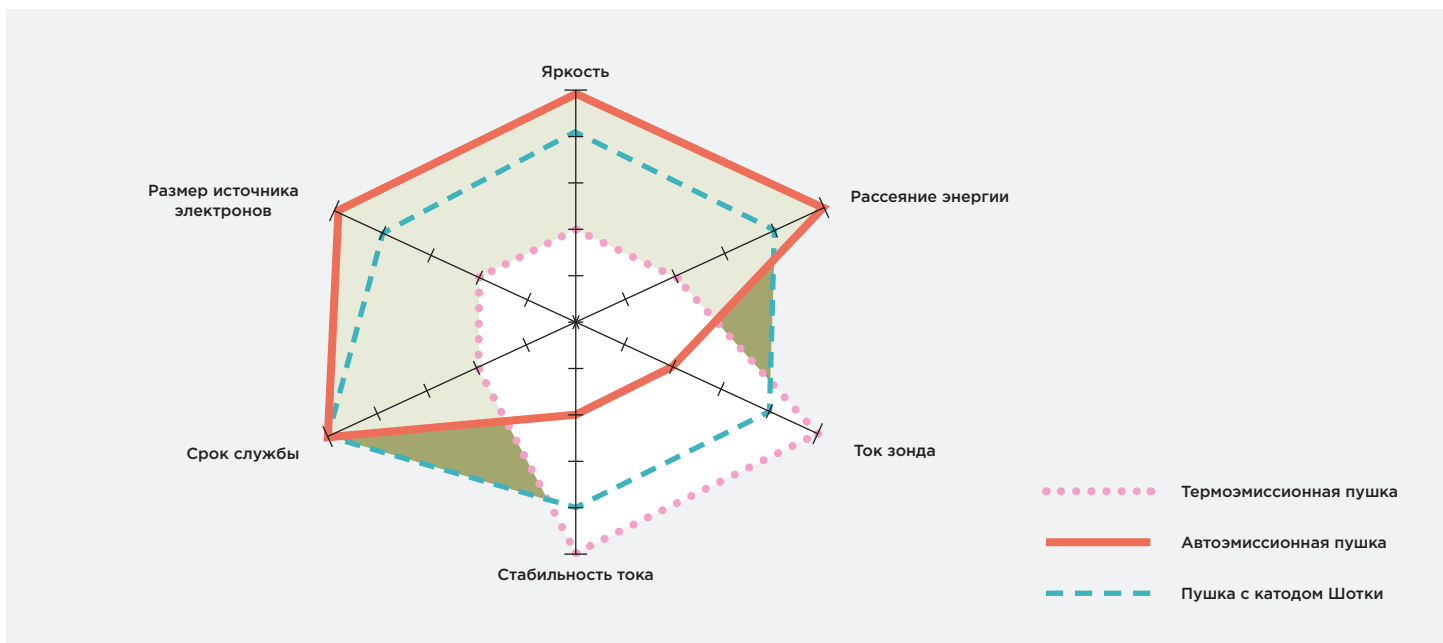 Яркость
Размер источника
электронов
Рассеяние энергии
Срок службы
Ток зонда
Стабильность тока
Термоэмиссионная пушка
Автоэмиссионная пушка
Пушка с катодом Шотки